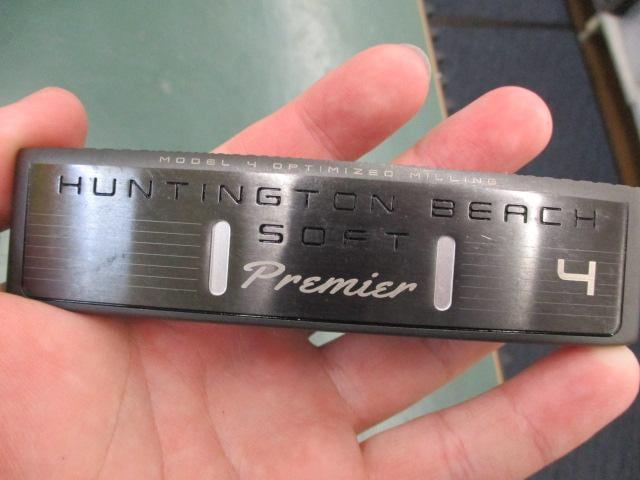 MODEL 4 OPTIMIZED MILLING
HUNTINGTON BEACH
SOFT
Premier
4